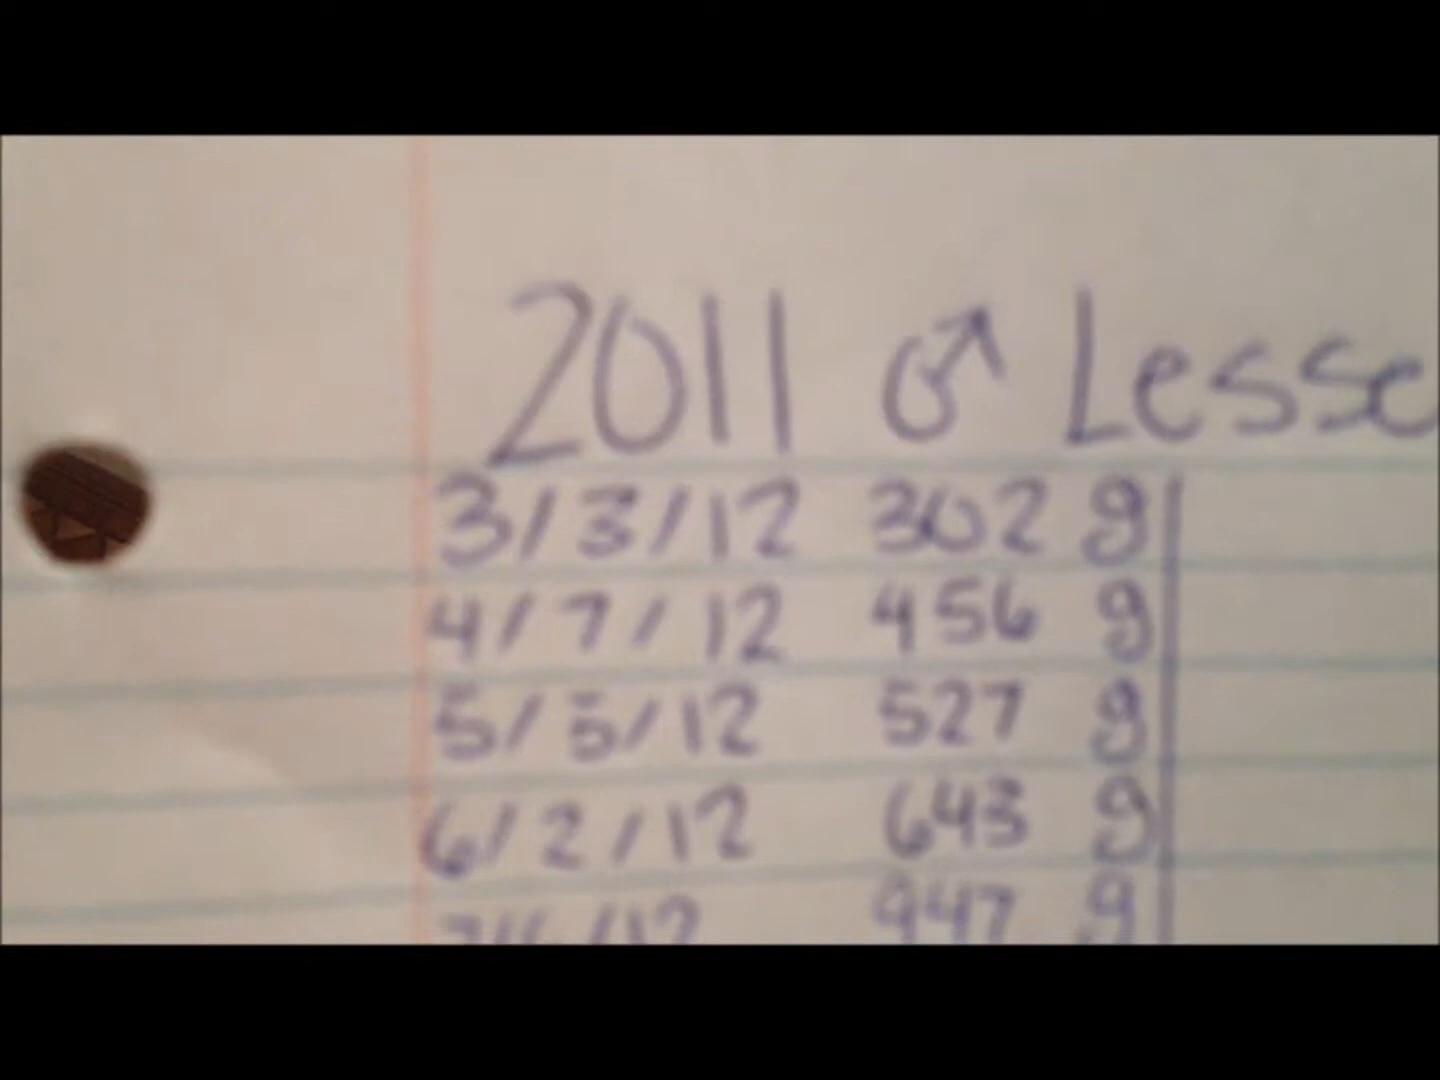 2011 ♂ Lesse
3/3/12 302 g
4/7/12 456 g
5/5/12 527 g
6/2/12 643 g
947 g